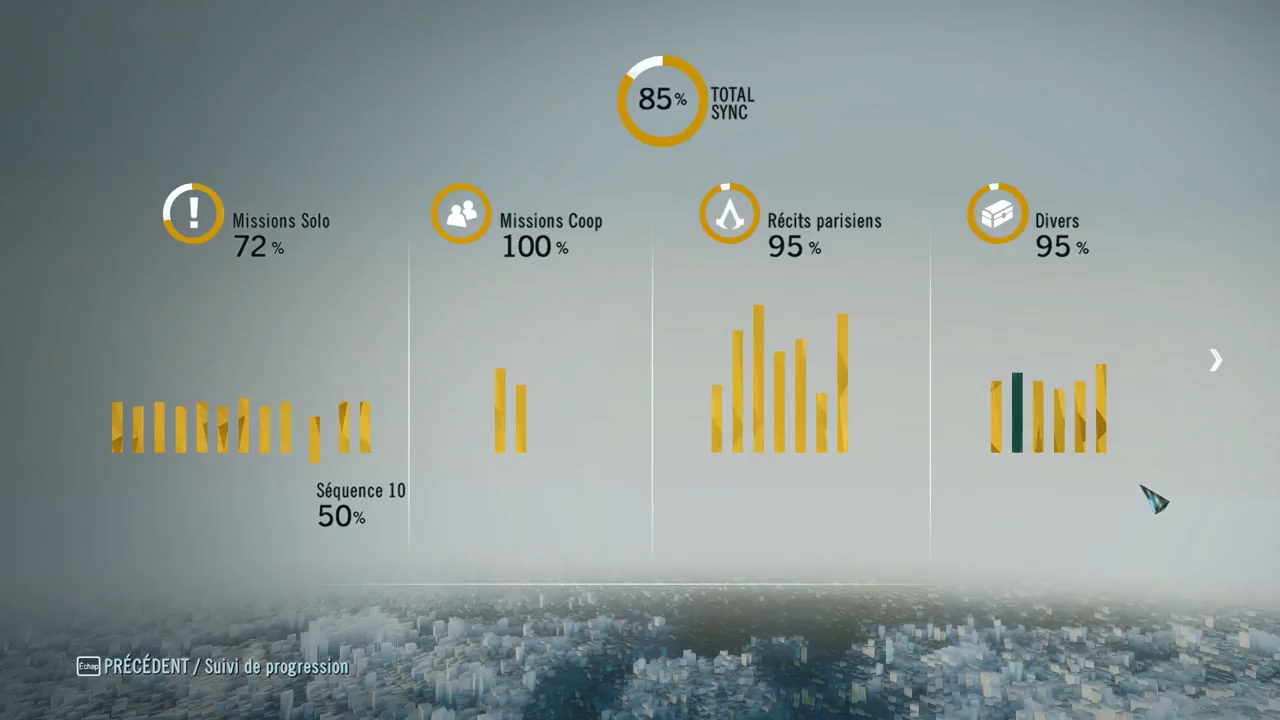 85%
TOTAL
SYNC
Missions Solo
72 %
Missions Coop
100 %
Récits parisiens
95 %
Divers
95 %
Séquence 10
50%
Échap PRÉCÉDENT / Suivi de progression